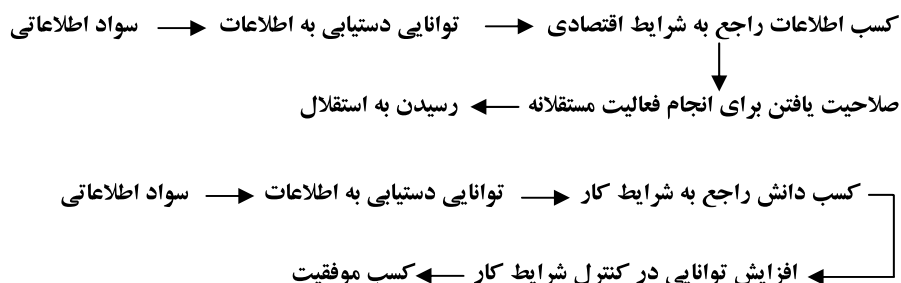 کسب اطلاعات راجع به شرایط اقتصادی توانایی دستیابی به اطلاعات سواد اطلاعاتی
صلاحیت یافتن برای انجام فعالیت مستقلانه رسیدن به استقلال
کسب دانش راجع به شرایط کار توانایی دستیابی به اطلاعات سواد اطلاعاتی
افزایش توانایی در کنترل شرایط کار کسب موفقیت